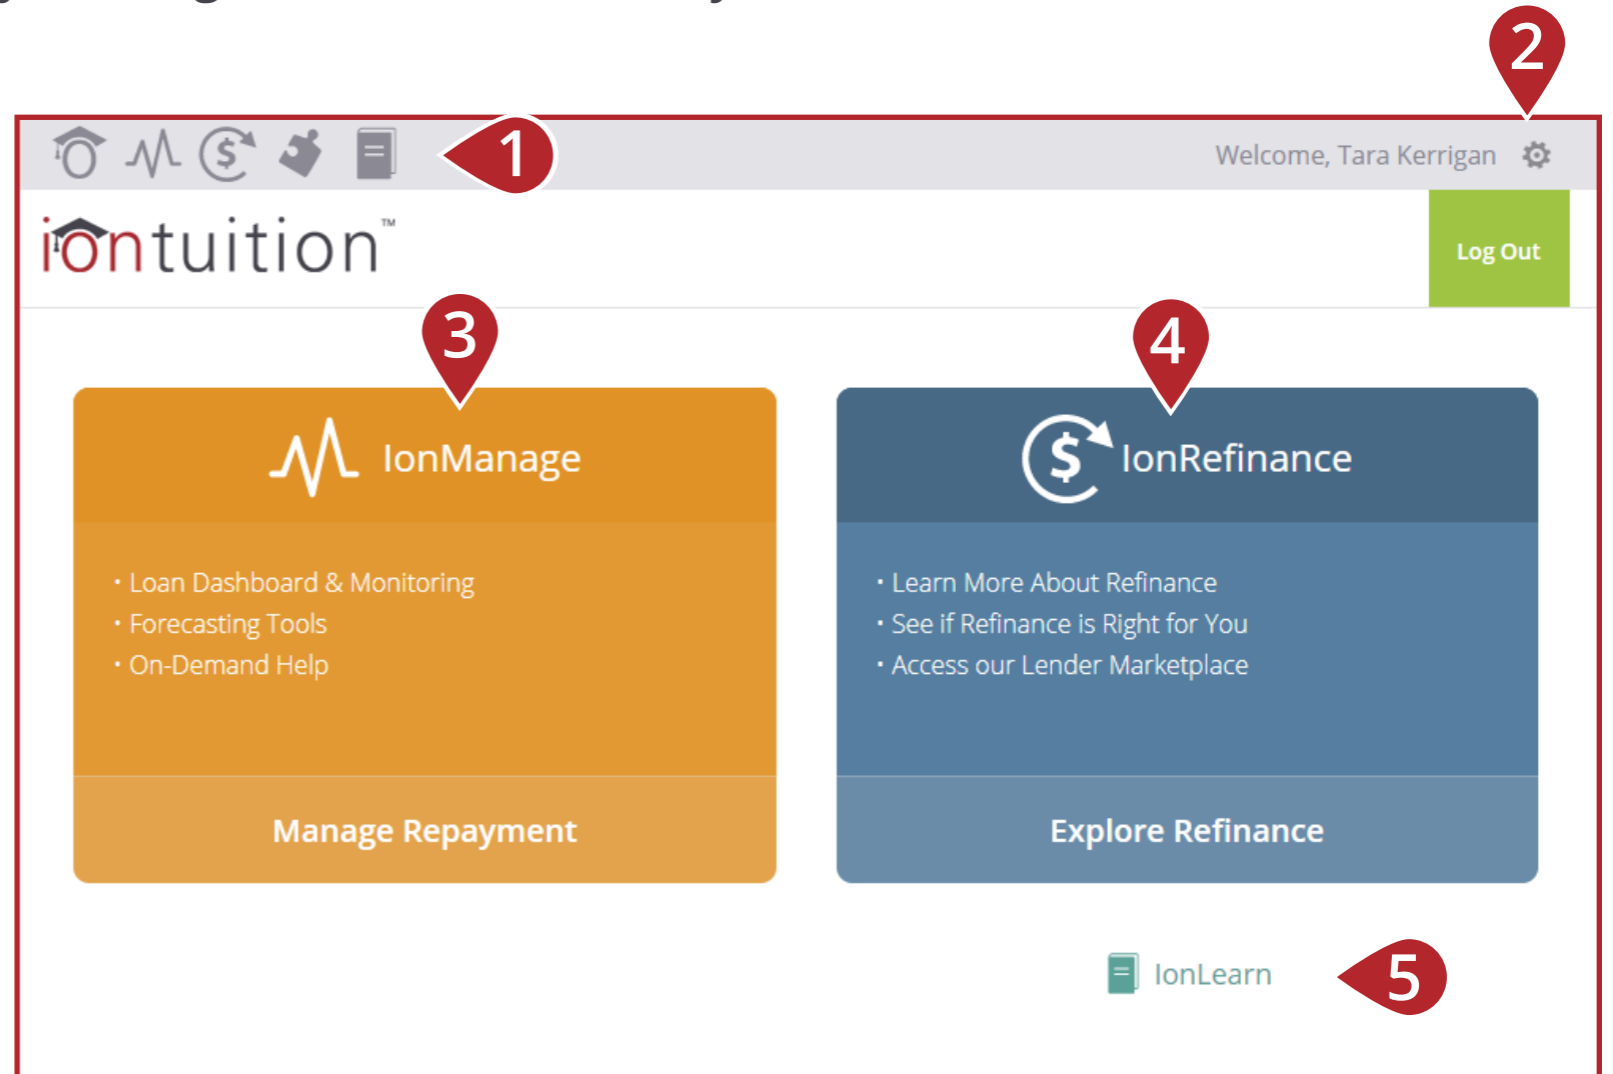 2
1
Welcome, Tara Kerrigan
iontuition™
Log Out
3
4
IonManage
• Loan Dashboard & Monitoring
• Forecasting Tools
• On-Demand Help
Manage Repayment
$ IonRefinance
• Learn More About Refinance
• See if Refinance is Right for You
• Access our Lender Marketplace
Explore Refinance
IonLearn
5